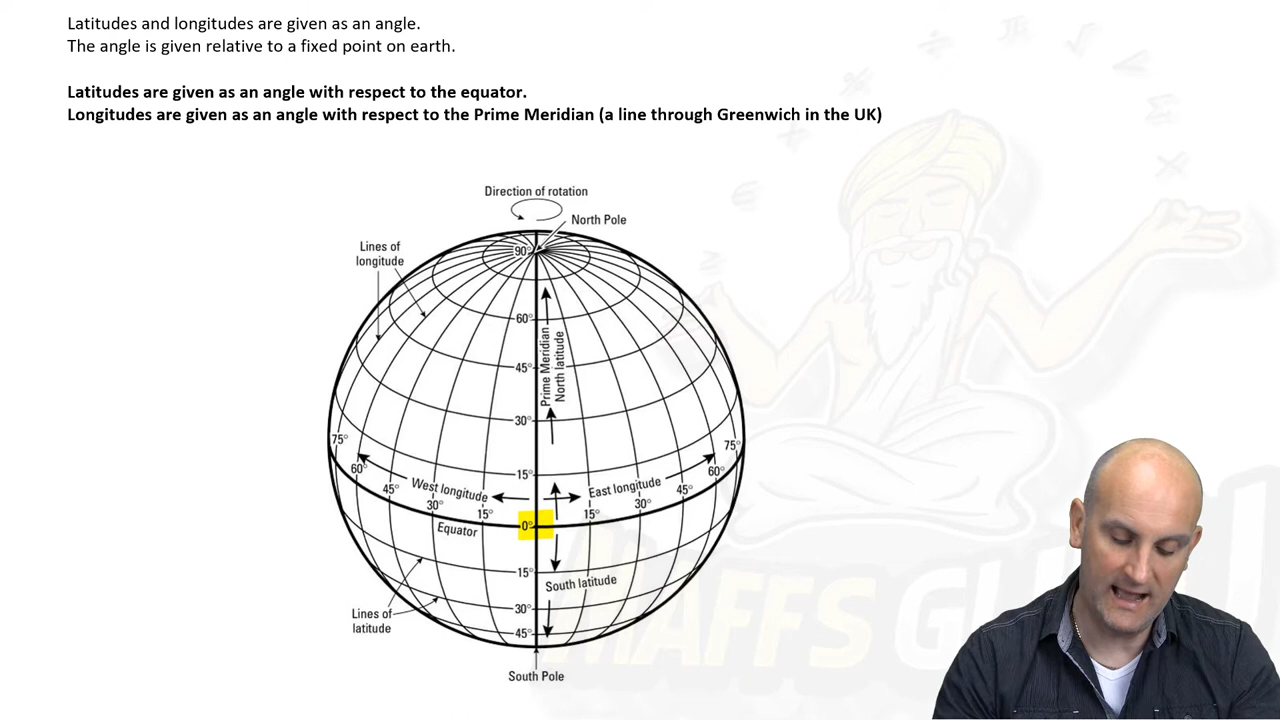 Latitudes and longitudes are given as an angle.
The angle is given relative to a fixed point on earth.
Latitudes are given as an angle with respect to the equator.
Longitudes are given as an angle with respect to the Prime Meridian (a line through Greenwich in the UK)
Direction of rotation
North Pole
Lines of
longitude
90°
60°
45°
30°
15°
Prime Meridian
North latitude
75°
60°
45°
30°
15°
West longitude
East longitude
15°
30°
45°
60°
75°
0°
Equator
15°
South latitude
30°
45°
Lines of
latitude
South Pole
MAFFS GU